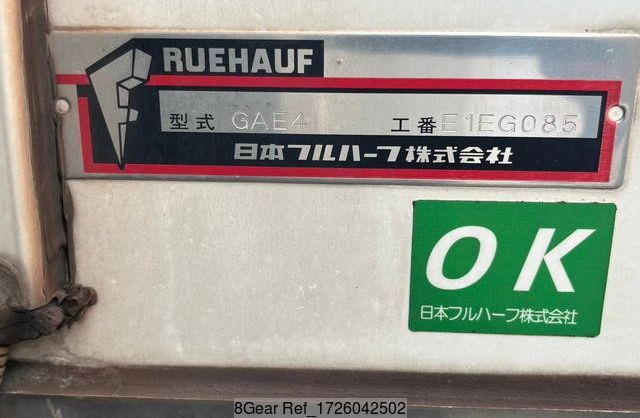 FRUEHAUF
型式 GAE4 工番 E1EG085
日本フルハーフ株式会社
OK
日本フルハーフ株式会社
8Gear Ref_1726042502